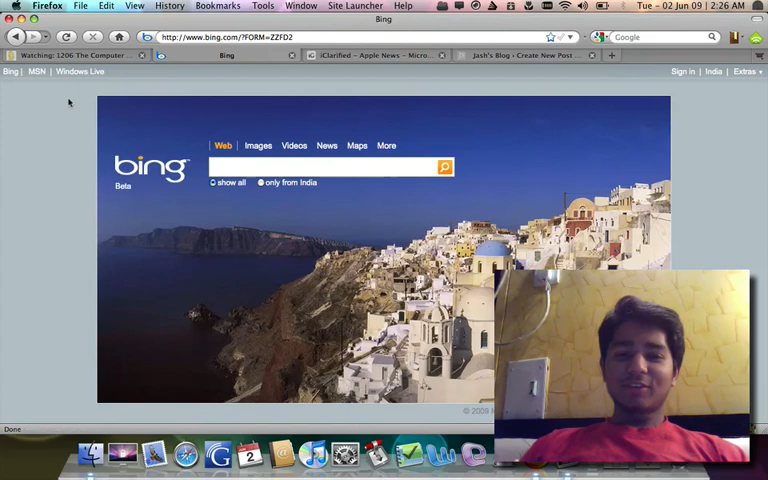 Firefox File Edit View History Bookmarks Tools Window Site Launcher Help Tue - 02 Jun 09 | 2:26 AM
Bing
http://www.bing.com/?FORM=ZZFD2
Google
Watching: 1206 The Computer ...
Bing
iClarified - Apple News - Micro...
Jash's Blog › Create New Post ...
Bing | MSN Windows Live
Sign in | India | Extras
Web Images Videos News Maps More
bing
Beta
show all only from India
© 2009
Done
2